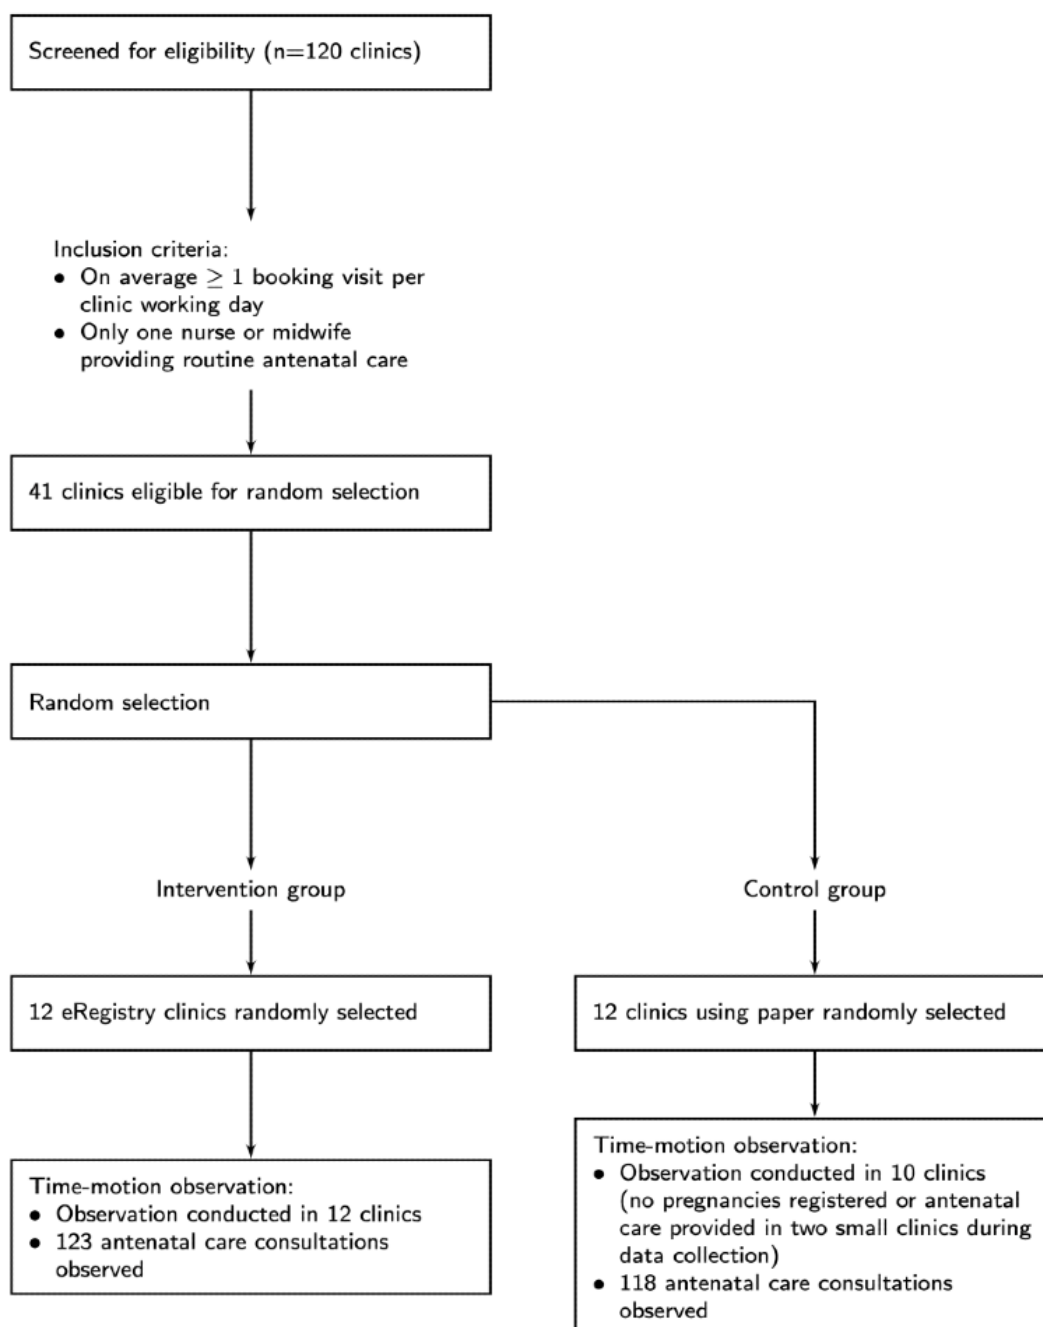 Screened for eligibility (n=120 clinics)
Inclusion criteria:
• On average ≥ 1 booking visit per
clinic working day
• Only one nurse or midwife
providing routine antenatal care
41 clinics eligible for random selection
Random selection
Intervention group
Control group
12 eRegistry clinics randomly selected
12 clinics using paper randomly selected
Time-motion observation:
• Observation conducted in 12 clinics
• 123 antenatal care consultations
observed
Time-motion observation:
• Observation conducted in 10 clinics
(no pregnancies registered or antenatal
care provided in two small clinics during
data collection)
• 118 antenatal care consultations
observed